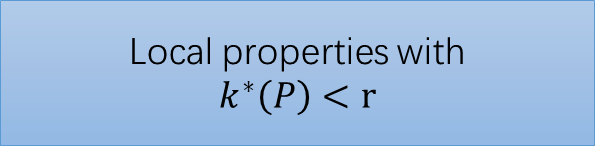 Local properties with
k*(P) < r